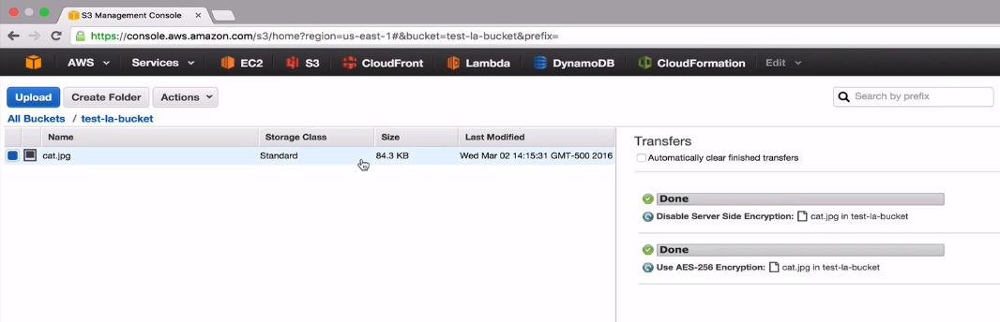 S3 Management Console
https://console.aws.amazon.com/s3/home?region=us-east-1#&bucket=test-la-bucket&prefix=
AWS Services EC2 S3 CloudFront Lambda DynamoDB CloudFormation Edit
Upload Create Folder Actions Search by prefix
All Buckets / test-la-bucket
Name Storage Class Size Last Modified
cat.jpg Standard 84.3 KB Wed Mar 02 14:15:31 GMT-500 2016
Transfers
Automatically clear finished transfers
Done
Disable Server Side Encryption: cat.jpg in test-la-bucket
Done
Use AES-256 Encryption: cat.jpg in test-la-bucket